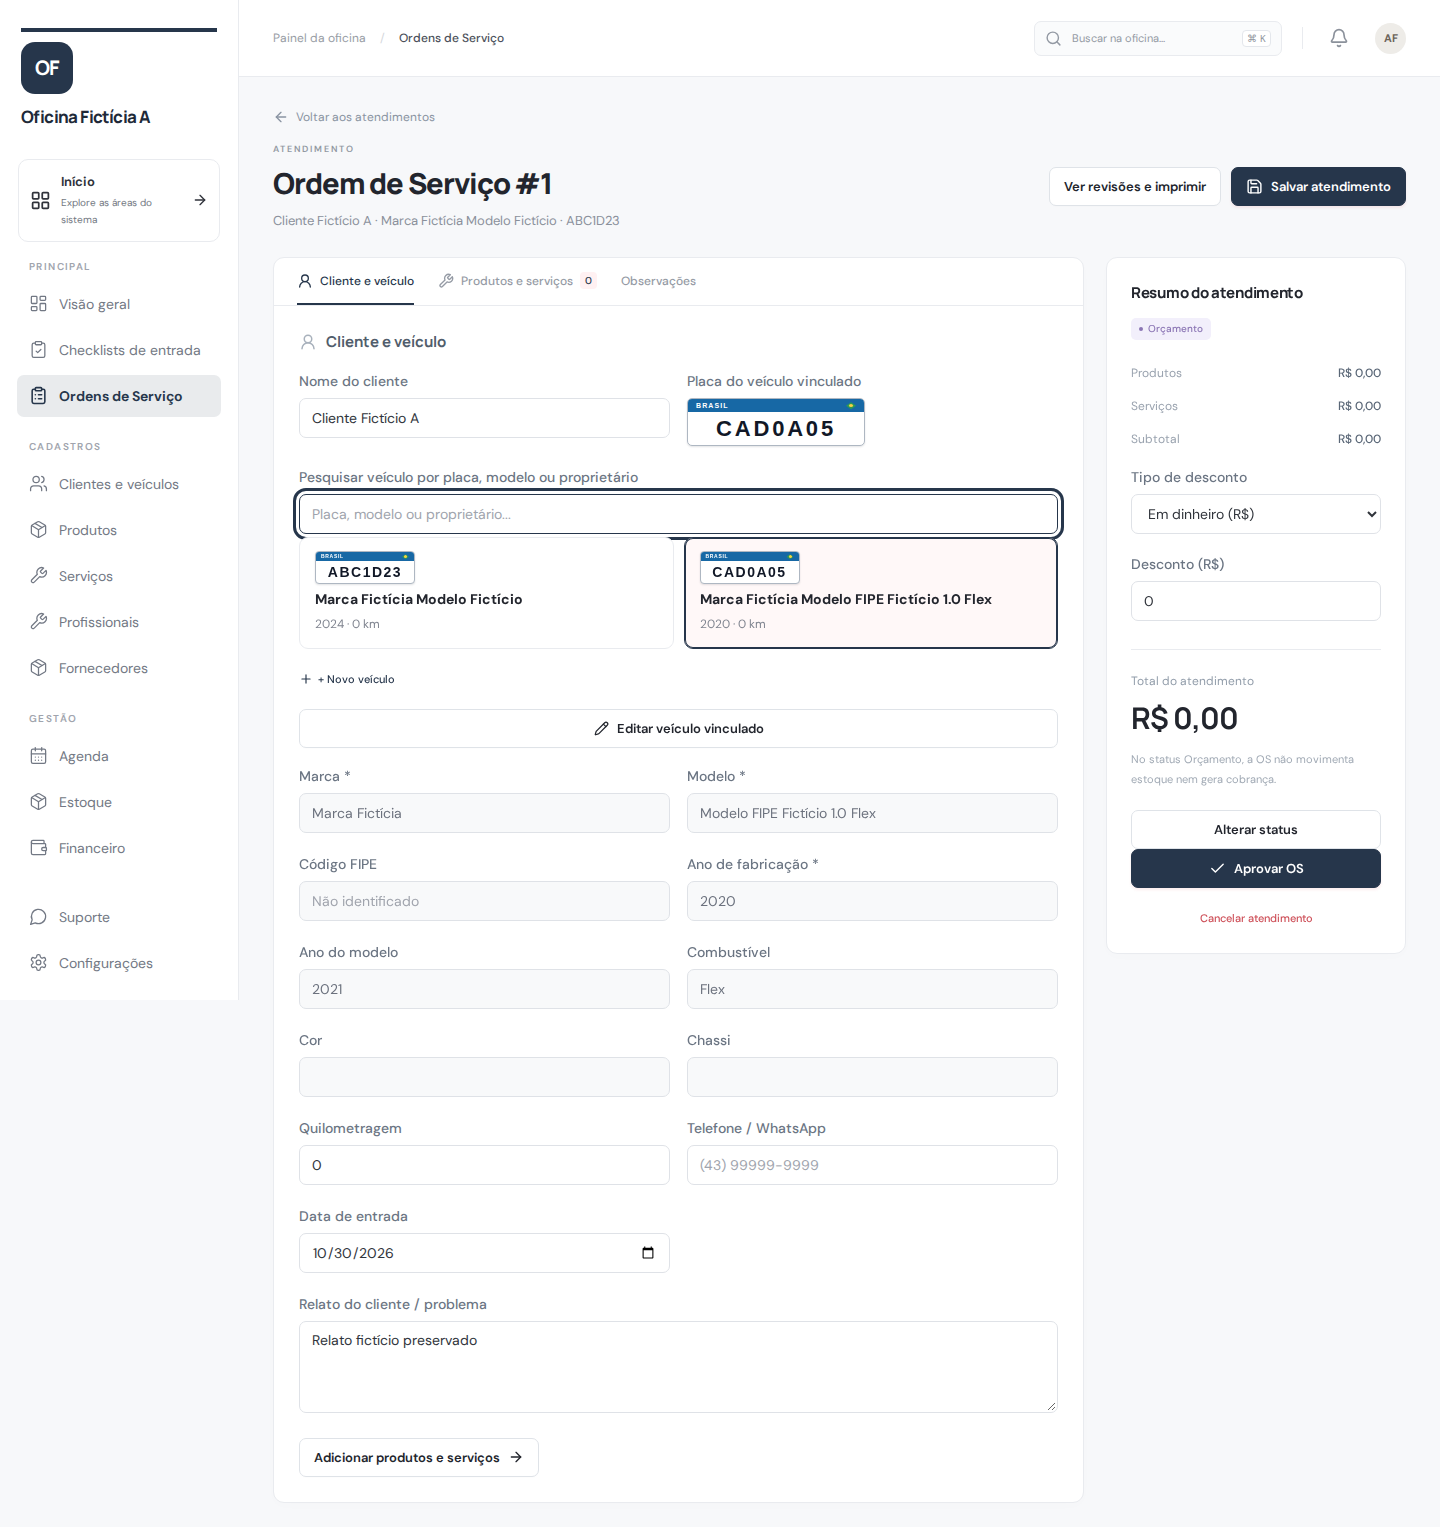 OF
Oficina Fictícia A
Início
Explore as áreas do
sistema
PRINCIPAL
Visão geral
Checklists de entrada
Ordens de Serviço
CADASTROS
Clientes e veículos
Produtos
Serviços
Profissionais
Fornecedores
GESTÃO
Agenda
Estoque
Financeiro
Suporte
Configurações
Painel da oficina / Ordens de Serviço
Buscar na oficina... ⌘ K
AF
Voltar aos atendimentos
ATENDIMENTO
Ordem de Serviço #1
Cliente Fictício A · Marca Fictícia Modelo Fictício · ABC1D23
Ver revisões e imprimir
Salvar atendimento
Cliente e veículo
Produtos e serviços 0
Observações
Cliente e veículo
Nome do cliente
Cliente Fictício A
Placa do veículo vinculado
BRASIL
CAD0A05
Pesquisar veículo por placa, modelo ou proprietário
Placa, modelo ou proprietário...
BRASIL
ABC1D23
Marca Fictícia Modelo Fictício
2024 · 0 km
BRASIL
CAD0A05
Marca Fictícia Modelo FIPE Fictício 1.0 Flex
2020 · 0 km
+ Novo veículo
Editar veículo vinculado
Marca *
Marca Fictícia
Modelo *
Modelo FIPE Fictício 1.0 Flex
Código FIPE
Não identificado
Ano de fabricação *
2020
Ano do modelo
2021
Combustível
Flex
Cor
Chassi
Quilometragem
0
Telefone / WhatsApp
(43) 99999-9999
Data de entrada
10/30/2026
Relato do cliente / problema
Relato fictício preservado
Adicionar produtos e serviços
Resumo do atendimento
Orçamento
Produtos R$ 0,00
Serviços R$ 0,00
Subtotal R$ 0,00
Tipo de desconto
Em dinheiro (R$)
Desconto (R$)
0
Total do atendimento
R$ 0,00
No status Orçamento, a OS não movimenta
estoque nem gera cobrança.
Alterar status
Aprovar OS
Cancelar atendimento